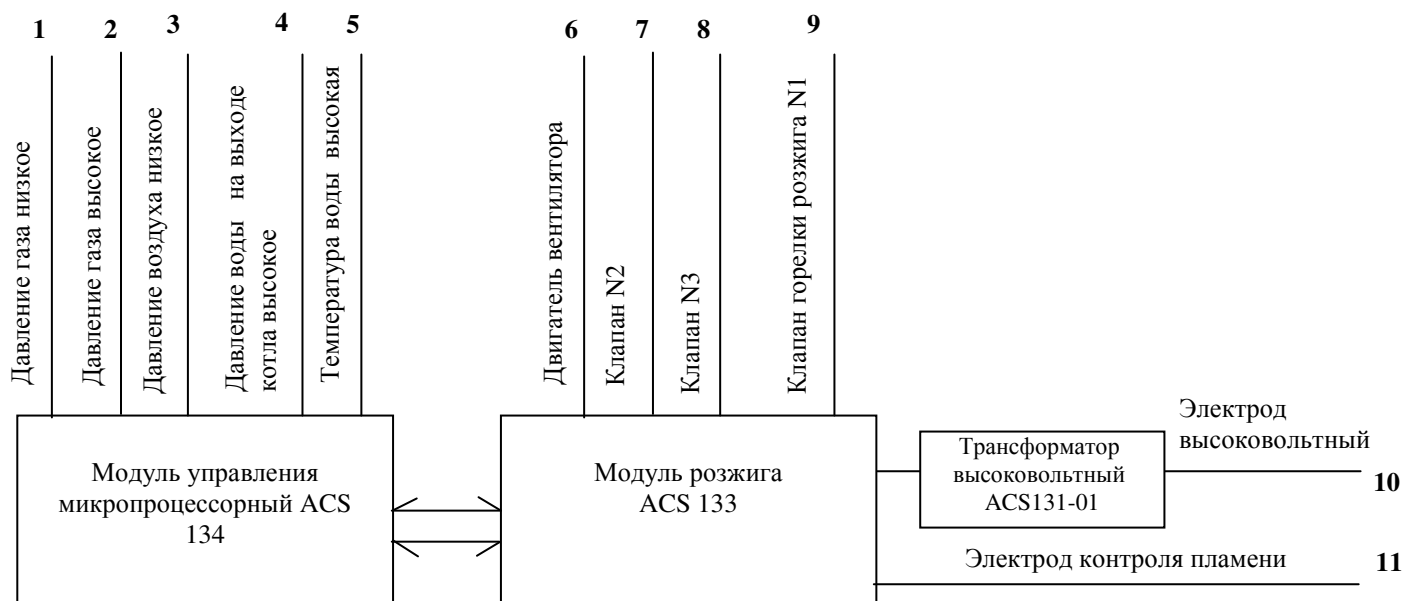 1
2
3
4
5
6
7
8
9
Давление газа низкое
Давление газа высокое
Давление воздуха низкое
Давление воды на выходе
котла высокое
Температура воды высокая
Двигатель вентилятора
Клапан N2
Клапан N3
Клапан горелки розжига N1
Модуль управления
микропроцессорный ACS
134
Модуль розжига
ACS 133
Трансформатор
высоковольтный
ACS131-01
Электрод
высоковольтный
10
Электрод контроля пламени
11